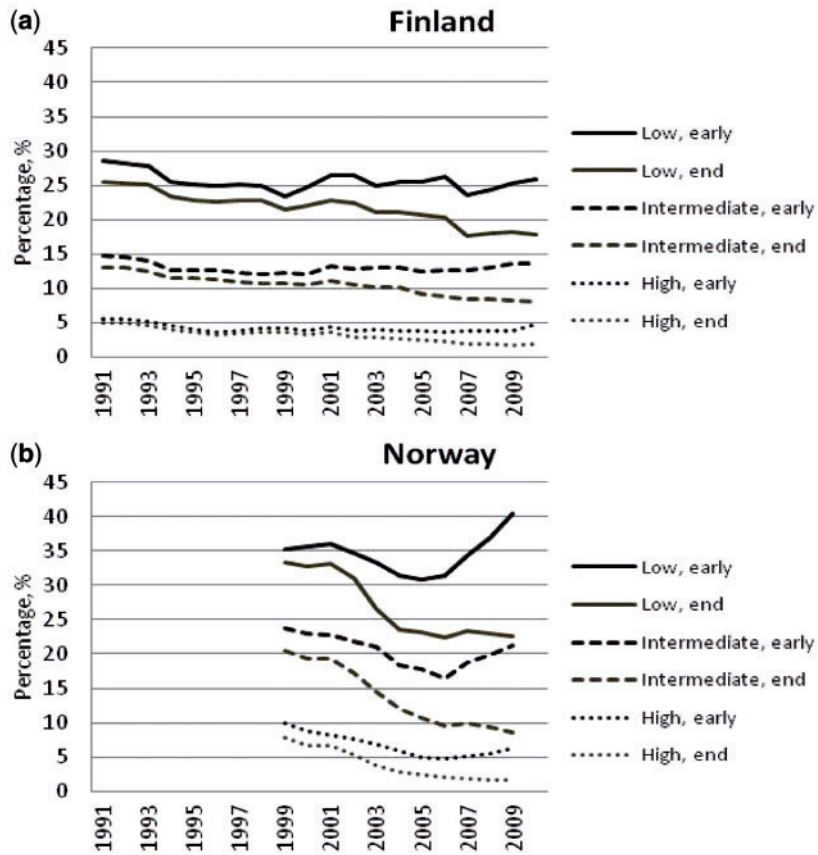 (a)
Finland
Percentage, %
45
40
35
30
25
20
15
10
5
0
1991
1993
1995
1997
1999
2001
2003
2005
2007
2009
Low, early
Low, end
Intermediate, early
Intermediate, end
High, early
High, end
(b)
Norway
Percentage, %
45
40
35
30
25
20
15
10
5
0
1991
1993
1995
1997
1999
2001
2003
2005
2007
2009
Low, early
Low, end
Intermediate, early
Intermediate, end
High, early
High, end